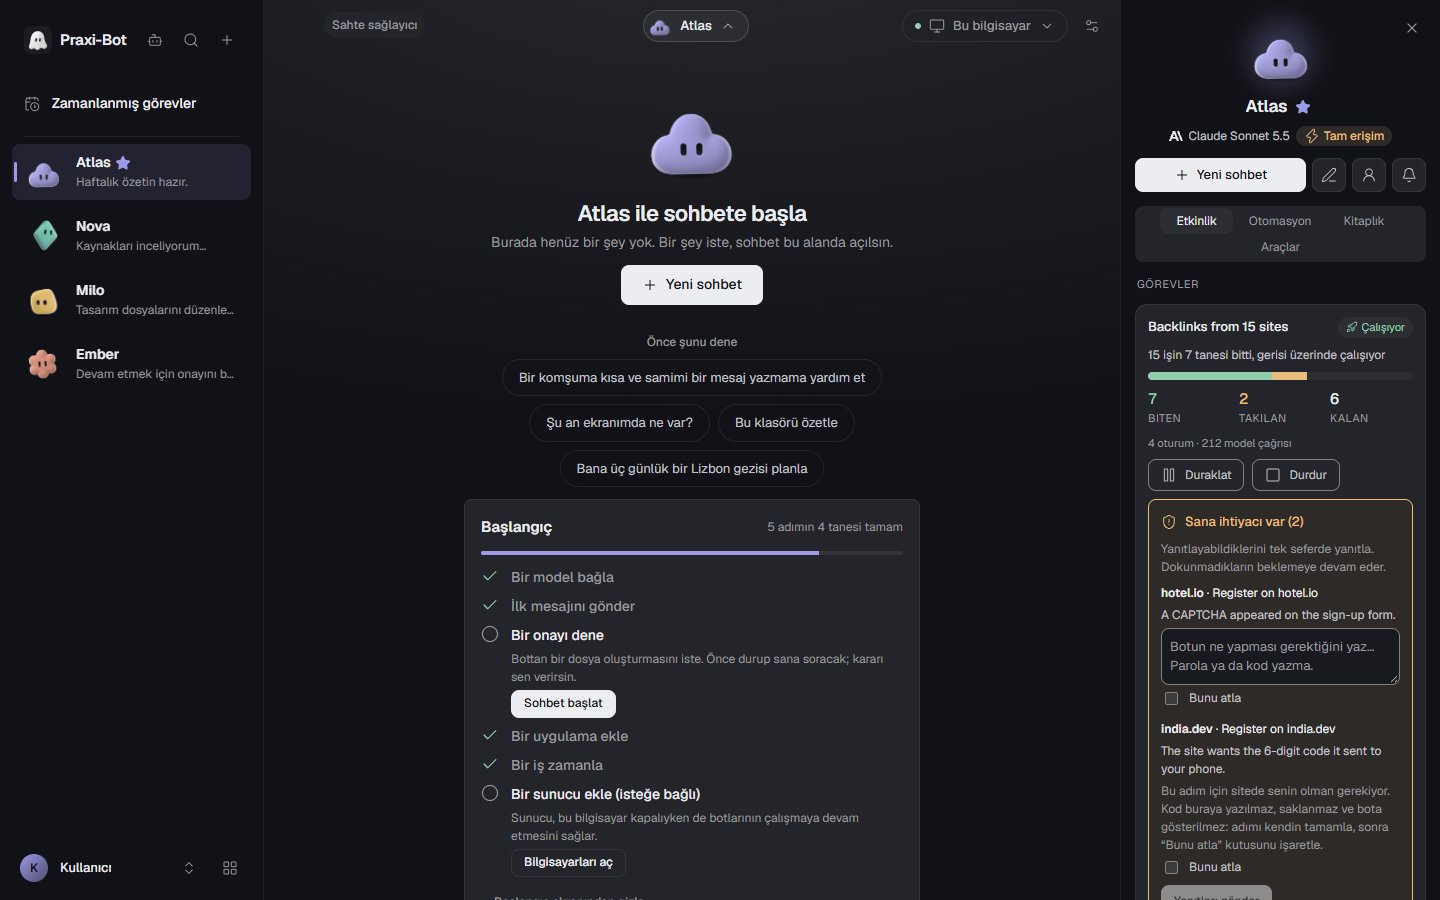 Praxi-Bot
Zamanlanmış görevler
Atlas
Haftalık özetin hazır.
Nova
Kaynakları inceliyorum...
Milo
Tasarım dosyalarını düzenle...
Ember
Devam etmek için onayını b...
K
Kullanıcı
Sahte sağlayıcı
Atlas
Bu bilgisayar
Atlas ile sohbete başla
Burada henüz bir şey yok. Bir şey iste, sohbet bu alanda açılsın.
Yeni sohbet
Önce şunu dene
Bir komşuma kısa ve samimi bir mesaj yazmama yardım et
Şu an ekranımda ne var?
Bu klasörü özetle
Bana üç günlük bir Lizbon gezisi planla
Başlangıç
5 adımın 4 tanesi tamam
Bir model bağla
İlk mesajını gönder
Bir onayı dene
Bottan bir dosya oluşturmasını iste. Önce durup sana soracak; kararı
sen verirsin.
Sohbet başlat
Bir uygulama ekle
Bir iş zamanla
Bir sunucu ekle (isteğe bağlı)
Sunucu, bu bilgisayar kapalıyken de botlarının çalışmaya devam
etmesini sağlar.
Bilgisayarları aç
Atlas
Claude Sonnet 5.5
Tam erişim
Yeni sohbet
Etkinlik
Otomasyon
Kitaplık
Araçlar
GÖREVLER
Backlinks from 15 sites
Çalışıyor
15 işin 7 tanesi bitti, gerisi üzerinde çalışıyor
7
2
6
BITEN
TAKILAN
KALAN
4 oturum · 212 model çağrısı
Duraklat
Durdur
Sana ihtiyacı var (2)
Yanıtlayabildiklerini tek seferde yanıtla.
Dokunmadıkların beklemeye devam eder.
hotel.io · Register on hotel.io
A CAPTCHA appeared on the sign-up form.
Botun ne yapması gerektiğini yaz...
Parola ya da kod yazma.
Bunu atla
india.dev · Register on india.dev
The site wants the 6-digit code it sent to
your phone.
Bu adım için sitede senin olman gerekiyor.
Kod buraya yazılmaz, saklanmaz ve bota
gösterilmez: adımı kendin tamamla, sonra
“Bunu atla” kutusunu işaretle.
Bunu atla